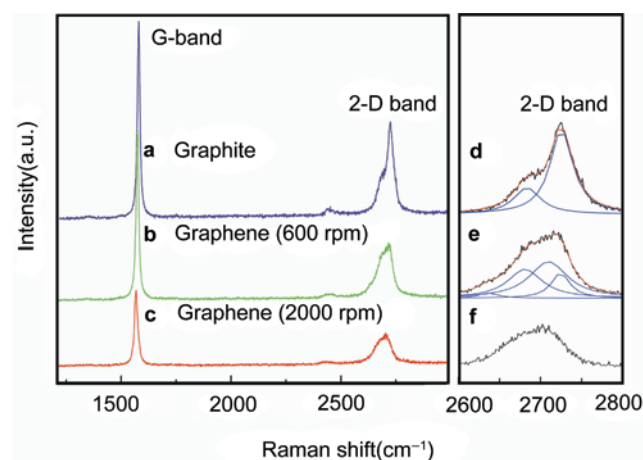 G-band
2-D band
2-D band
a Graphite
d
b Graphene (600 rpm)
e
c Graphene (2000 rpm)
f
Intensity(a.u.)
1500 2000 2500 2600 2700 2800
Raman shift(cm⁻¹)